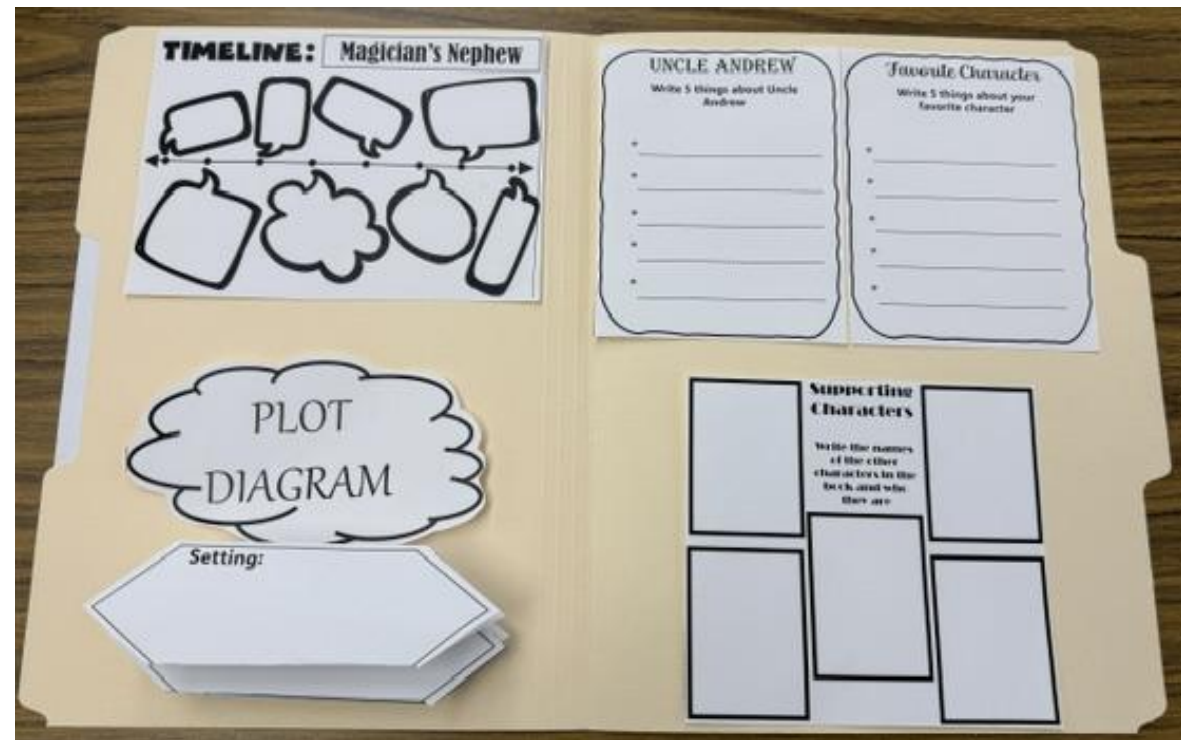 TIMELINE: Magician's Nephew
UNCLE ANDREW
Write 5 things about Uncle
Andrew
Favorite Character
Write 5 things about your
favorite character
PLOT
DIAGRAM
Setting:
Supporting
Characters
Write the names
of the other
characters in the
book and who
they are